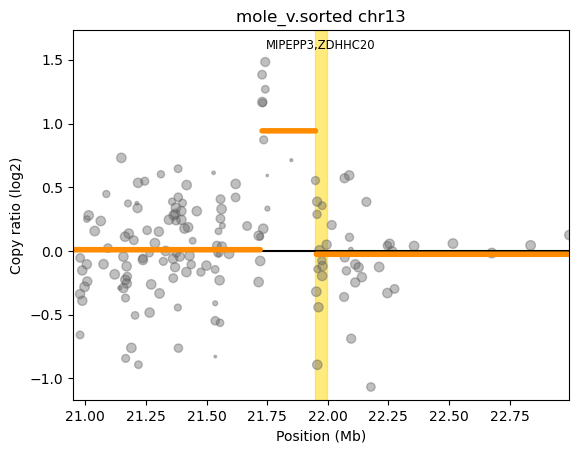 mole_v.sorted chr13
MIPEPP3,ZDHHC20
Copy ratio (log2)
1.5
1.0
0.5
0.0
−0.5
−1.0
21.00 21.25 21.50 21.75 22.00 22.25 22.50 22.75
Position (Mb)